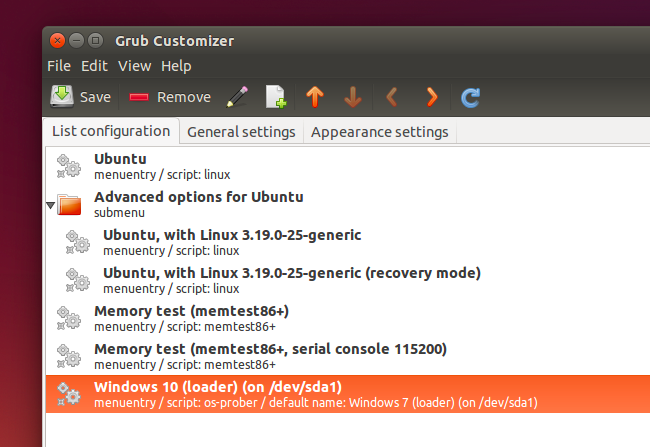 Grub Customizer
File Edit View Help
Save Remove
List configuration General settings Appearance settings
Ubuntu
menuentry / script: linux
Advanced options for Ubuntu
submenu
Ubuntu, with Linux 3.19.0-25-generic
menuentry / script: linux
Ubuntu, with Linux 3.19.0-25-generic (recovery mode)
menuentry / script: linux
Memory test (memtest86+)
menuentry / script: memtest86+
Memory test (memtest86+, serial console 115200)
menuentry / script: memtest86+
Windows 10 (loader) (on /dev/sda1)
menuentry / script: os-prober / default name: Windows 7 (loader) (on /dev/sda1)